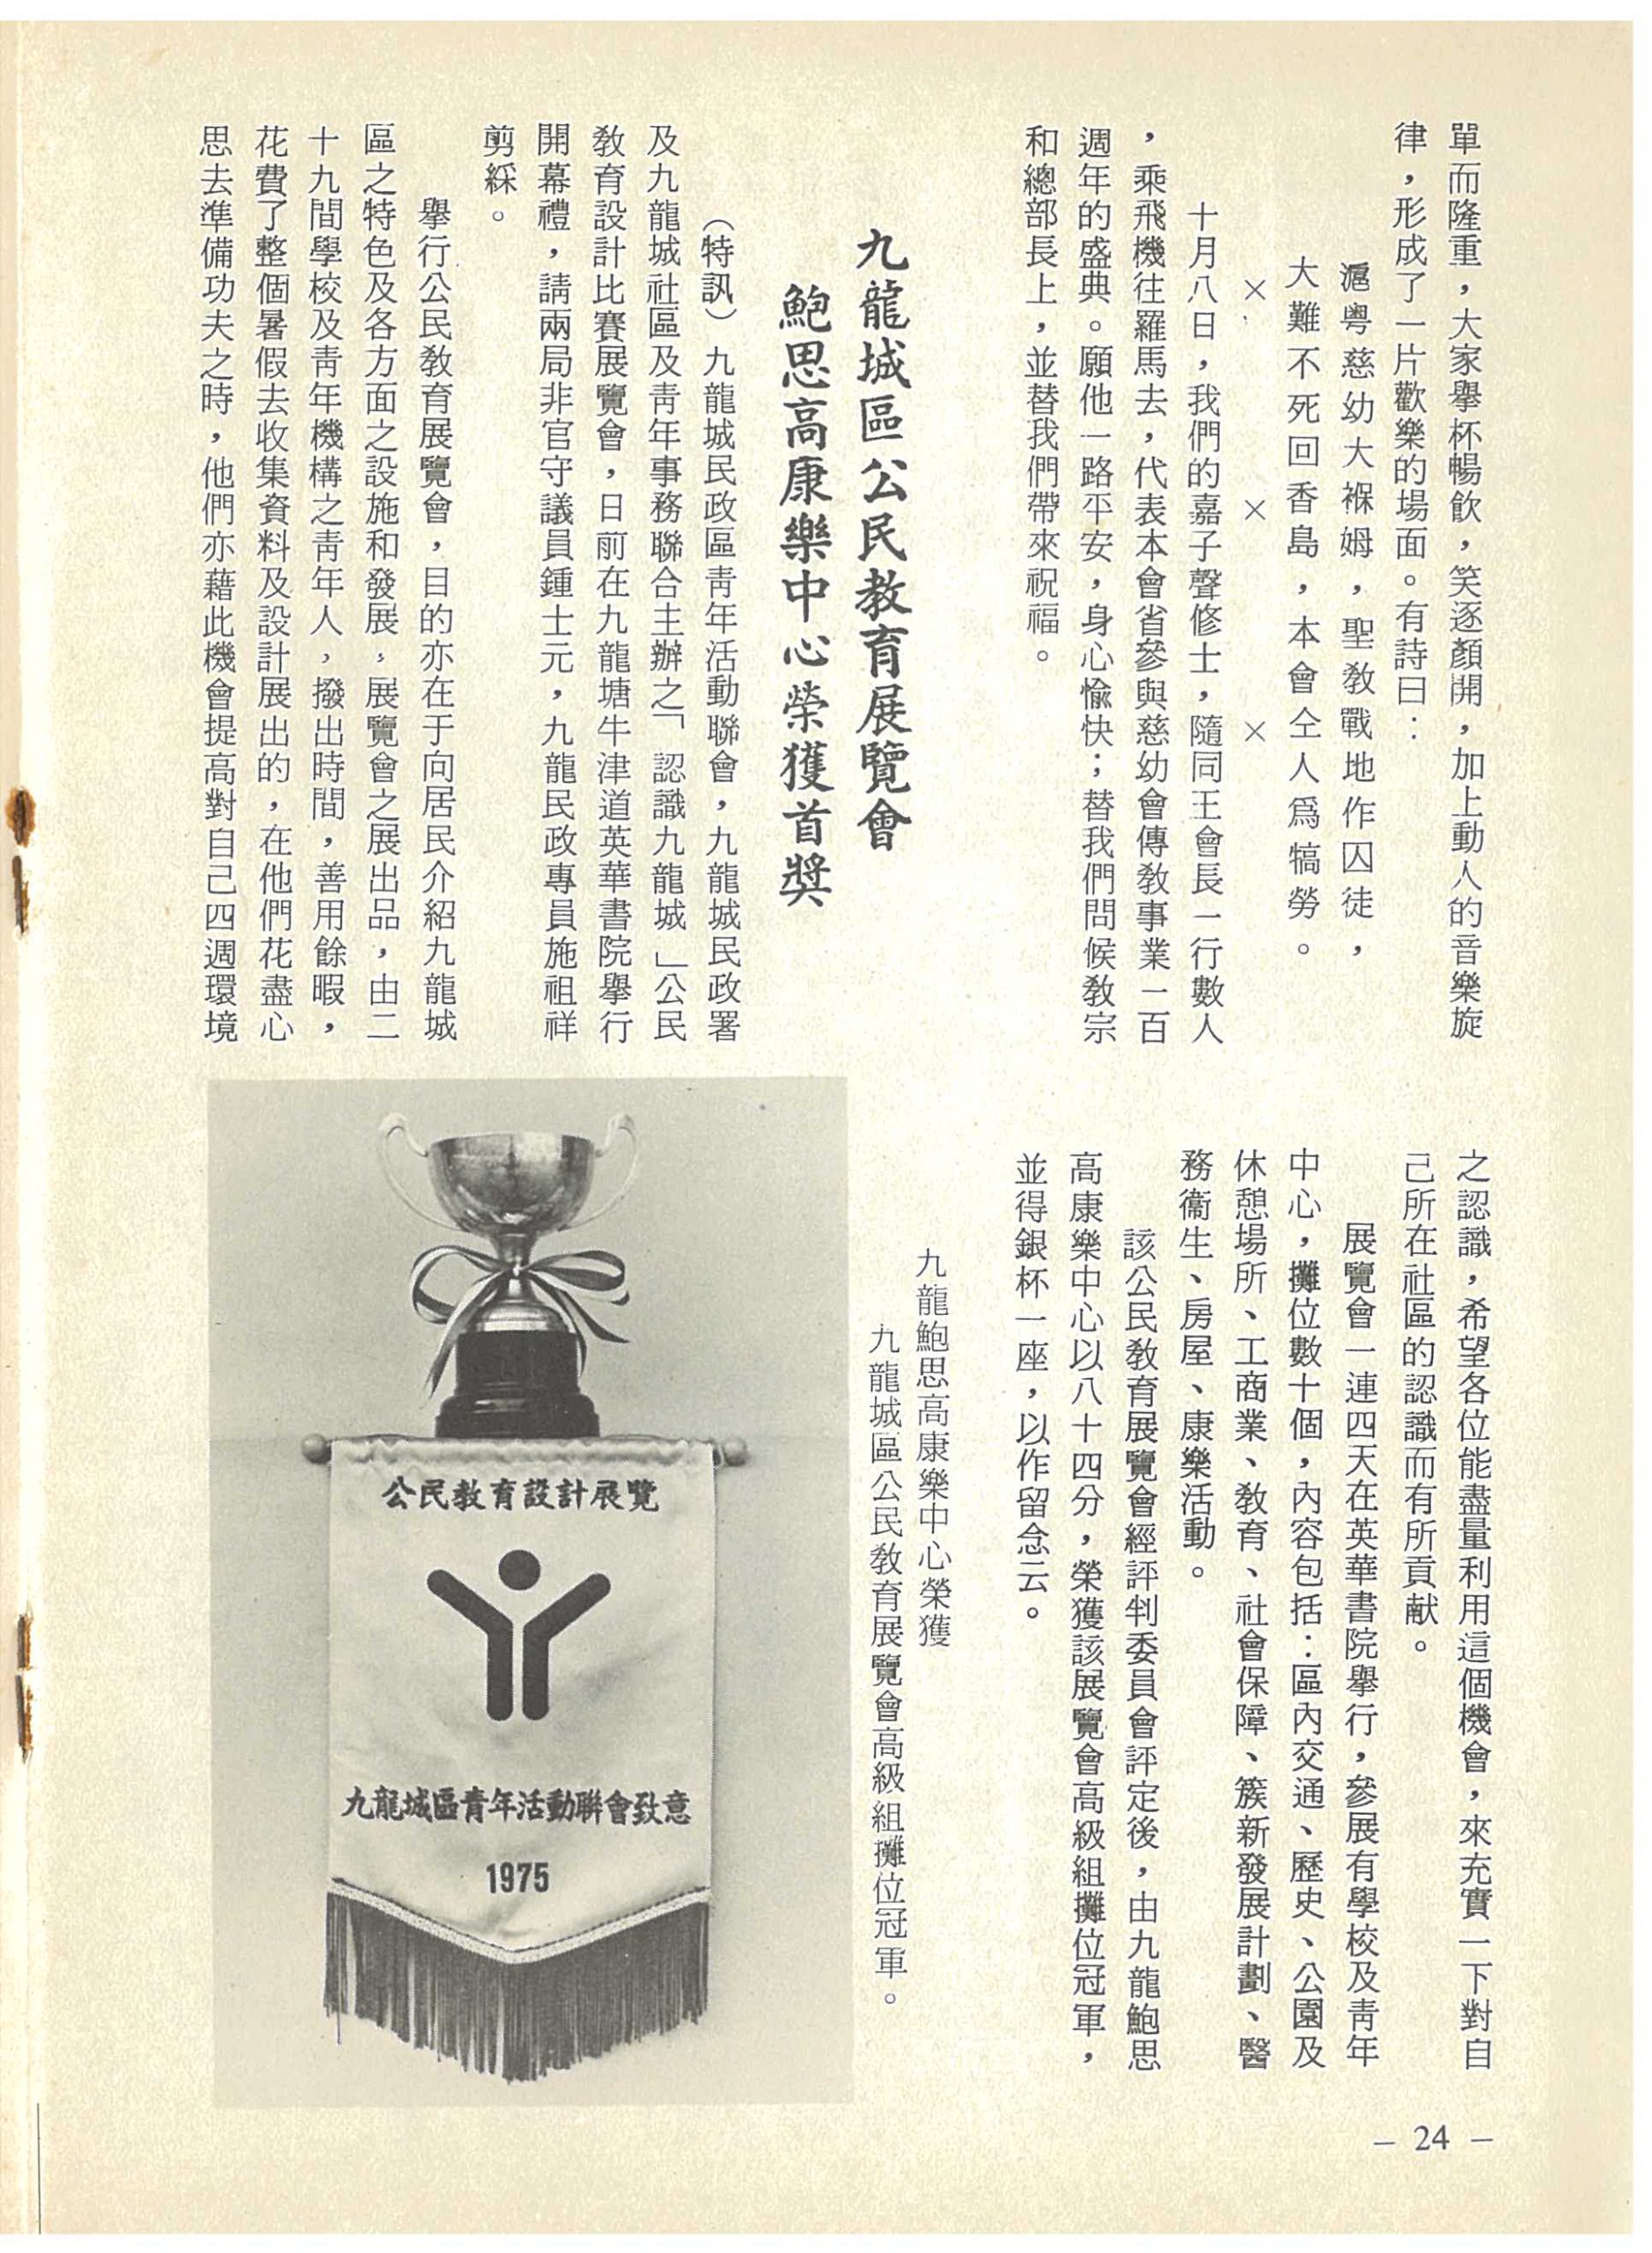 單而隆重，大家舉杯暢飲，笑逐顏開，加上動人的音樂旋
律，形成了一片歡樂的場面。有詩曰：
滬粵慈幼大褓姆，聖教戰地作囚徒，
大難不死回香島，本會仝人爲犒勞。
× × ×
十月八日，我們的嘉子聲修士，隨同王會長一行數人
，乘飛機往羅馬去，代表本會省參與慈幼會傳教事業一百
週年的盛典。願他一路平安，身心愉快；替我們問候教宗
和總部長上，並替我們帶來祝福。
九龍城區公民教育展覽會
鮑思高康樂中心榮獲首獎
（特訊）九龍城民政區青年活動聯會，九龍城民政署
及九龍城社區及青年事務聯合主辦之「認識九龍城」公民
教育設計比賽展覽會，日前在九龍塘牛津道英華書院舉行
開幕禮，請兩局非官守議員鍾士元，九龍民政專員施祖祥
剪綵。
舉行公民教育展覽會，目的亦在于向居民介紹九龍城
區之特色及各方面之設施和發展，展覽會之展出品，由二
十九間學校及青年機構之青年人，撥出時間，善用餘暇，
花費了整個暑假去收集資料及設計展出的，在他們花盡心
思去準備功夫之時，他們亦藉此機會提高對自己四週環境
之認識，希望各位能盡量利用這個機會，來充實一下對自
己所在社區的認識而有所貢献。
展覽會一連四天在英華書院舉行，參展有學校及青年
中心，攤位數十個，內容包括：區內交通、歷史、公園及
休憩場所、工商業、教育、社會保障、簇新發展計劃、醫
務衞生、房屋、康樂活動。
該公民教育展覽會經評判委員會評定後，由九龍鮑思
高康樂中心以八十四分，榮獲該展覽會高級組攤位冠軍，
並得銀杯一座，以作留念云。
九龍鮑思高康樂中心榮獲
九龍城區公民教育展覽會高級組攤位冠軍。
公民教育設計展覽
九龍城區青年活動聯會致意
1975
– 24 –